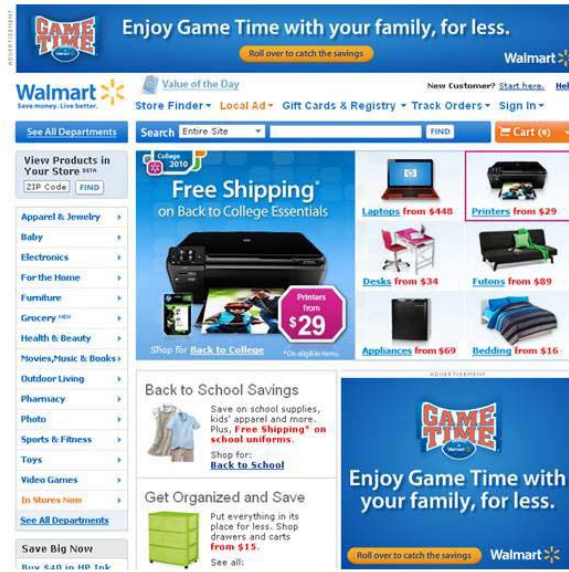 ADVERTISEMENT
GAME
TIME
Walmart
Enjoy Game Time with your family, for less.
Roll over to catch the savings
Walmart
Walmart
Save money. Live better.
Value of the Day
New Customer? Start here. Hel
Store Finder Local Ad Gift Cards & Registry Track Orders Sign In
See All Departments
Search Entire Site FIND
Cart (0)
View Products in
Your Store BETA
ZIP Code FIND
Apparel & Jewelry
Baby
Electronics
For the Home
Furniture
Grocery NEW
Health & Beauty
Movies,Music & Books
Outdoor Living
Pharmacy
Photo
Sports & Fitness
Toys
Video Games
In Stores Now
See All Departments
Save Big Now
Buy $40 in HP Ink
College
2010
Free Shipping*
on Back to College Essentials
Printers
from
$29
Shop for Back to College
*On eligible items.
Laptops from $448
Printers from $29
Desks from $34
Futons from $89
Appliances from $69
Bedding from $16
Back to School Savings
Save on school supplies,
kids' apparel and more.
Plus, Free Shipping* on
school uniforms.
Shop for:
Back to School
Get Organized and Save
Put everything in its
place for less. Shop
drawers and carts
from $15.
See all:
ADVERTISEMENT
GAME
TIME
Walmart
Enjoy Game Time with
your family, for less.
Roll over to catch the savings
Walmart